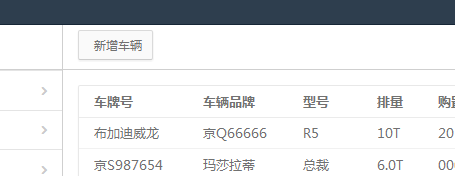 新增车辆
车牌号 车辆品牌 型号 排量
布加迪威龙 京Q66666 R5 10T 20
京S987654 玛莎拉蒂 总裁 6.0T 00